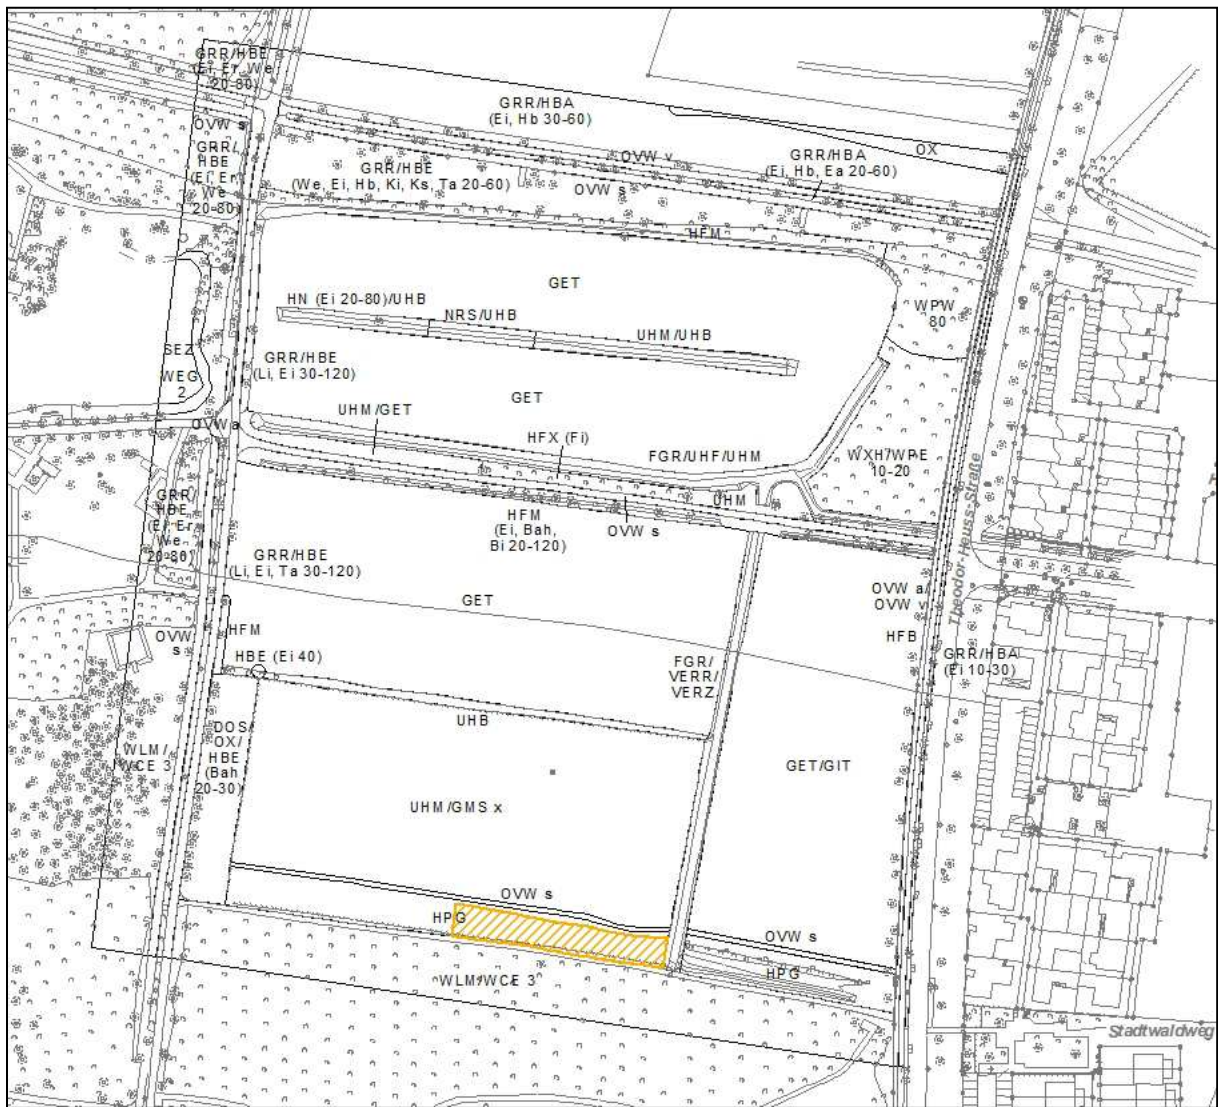 GRR/HBE
(Ei, Er, We
20-80)
GRR/HBA
(Ei, Hb 30-60)
OVW s
OVW v
OX
GRR/HBA
(Ei, Hb, Ea 20-60)
GRR/
HBE
(Ei, Er,
We
20-80)
GRR/HBE
(We, Ei, Hb, Ki, Ks, Ta 20-60)
OVW s
HFM
GET
HN (Ei 20-80)/UHB
NRS/UHB
UHM/UHB
WPW
80
SEZ
WEG
2
GRR/HBE
(Li, Ei 30-120)
GET
UHM/GET
OVW a
HFX (Fi)
FGR/UHF/UHM
WXH/WPE
10-20
UHM
GRR/
HBE
(Ei, Er,
We
20-80)
HFM
(Ei, Bah,
Bi 20-120)
OVW s
Theodor-Heuss-Straße
GRR/HBE
(Li, Ei, Ta 30-120)
GET
OVW a/
OVW v
OVW
s
HFM
HFB
HBE (Ei 40)
GRR/HBA
(Ei 10-30)
FGR/
VERR/
VERZ
UHB
DOS/
OX/
HBE
(Bah
20-30)
WLM/
WCE 3
GET/GIT
UHM/GMS x
OVW s
HPG
OVW s
HPG
WLM/WCE 3
Stadtwaldweg